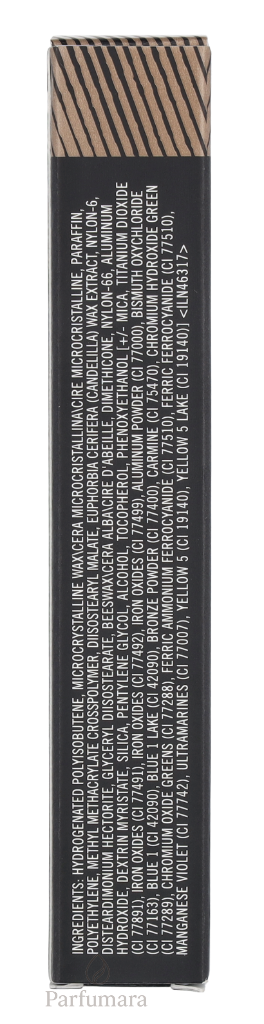 INGREDIENTS: HYDROGENATED POLYISOBUTENE, MICROCRYSTALLINE WAX\CERA MICROCRISTALLINA\CIRE MICROCRISTALLINE, PARAFFIN,
POLYETHYLENE, METHYL METHACRYLATE CROSSPOLYMER, DIISOSTEARYL MALATE, EUPHORBIA CERIFERA (CANDELILLA) WAX EXTRACT, NYLON-6,
DISTEARDIMONIUM HECTORITE, GLYCERYL DIISOSTEARATE, BEESWAX\CERA ALBA\CIRE D'ABEILLE, DIMETHICONE, NYLON-66, ALUMINUM
HYDROXIDE, DEXTRIN MYRISTATE, SILICA, PENTYLENE GLYCOL, ALCOHOL, TOCOPHEROL, PHENOXYETHANOL [+/- MICA, TITANIUM DIOXIDE
(CI 77891), IRON OXIDES (CI 77491), IRON OXIDES (CI 77492), IRON OXIDES (CI 77499), ALUMINUM POWDER (CI 77000), BISMUTH OXYCHLORIDE
(CI 77163), BLUE 1 (CI 42090), BLUE 1 LAKE (CI 42090), BRONZE POWDER (CI 77400), CARMINE (CI 75470), CHROMIUM HYDROXIDE GREEN
(CI 77289), CHROMIUM OXIDE GREENS (CI 77288), FERRIC AMMONIUM FERROCYANIDE (CI 77510), FERRIC FERROCYANIDE (CI 77510),
MANGANESE VIOLET (CI 77742), ULTRAMARINES (CI 77007), YELLOW 5 (CI 19140), YELLOW 5 LAKE (CI 19140)] <ILN46317>
Parfumara